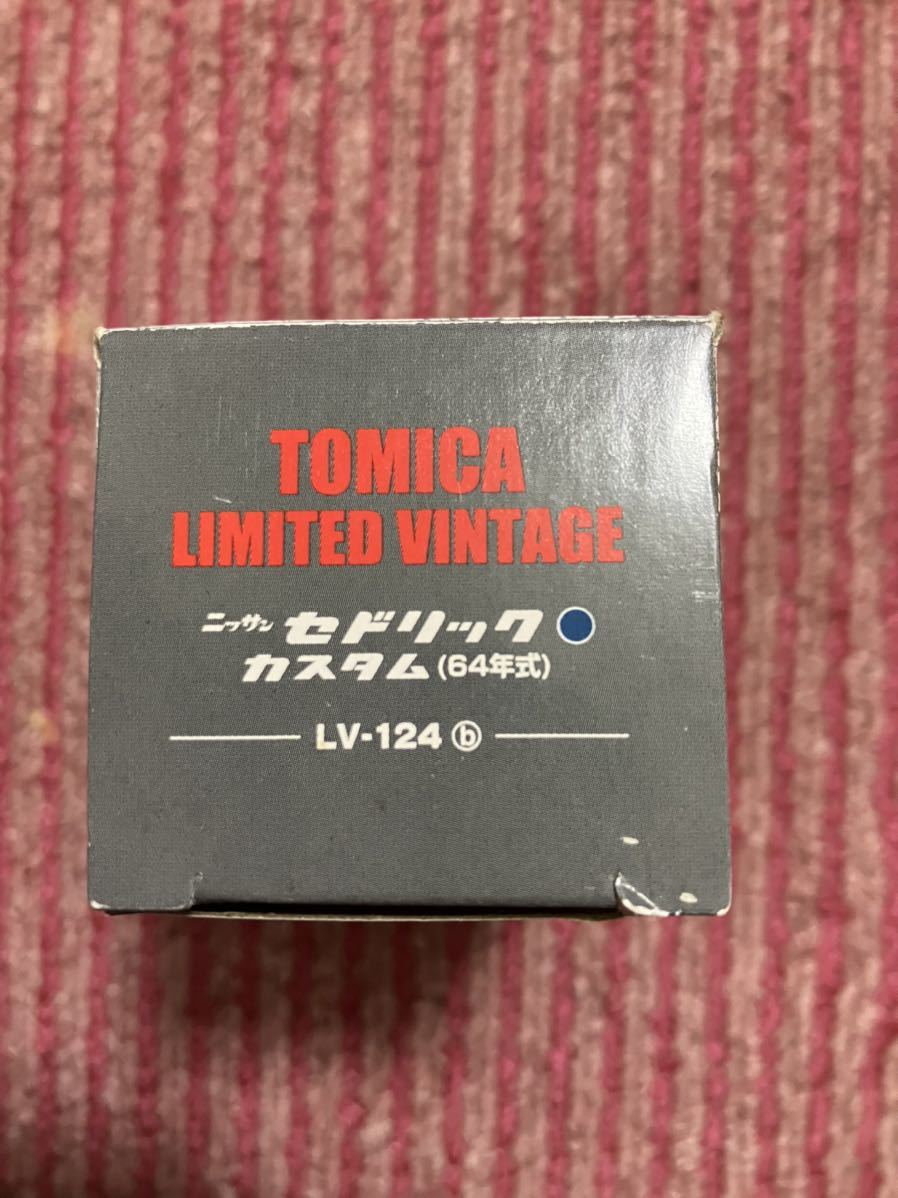 TOMICA
LIMITED VINTAGE
ニッサン セドリック
カスタム(64年式)
LV-124 ⓑ